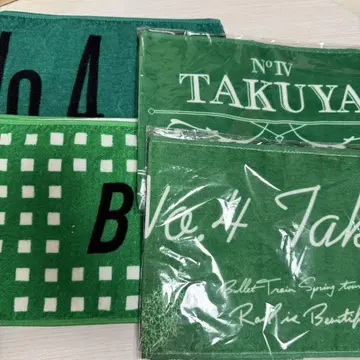 No 4
Nº IV
TAKUYA
B
No.4 Tak
Bullet Train Spring tour